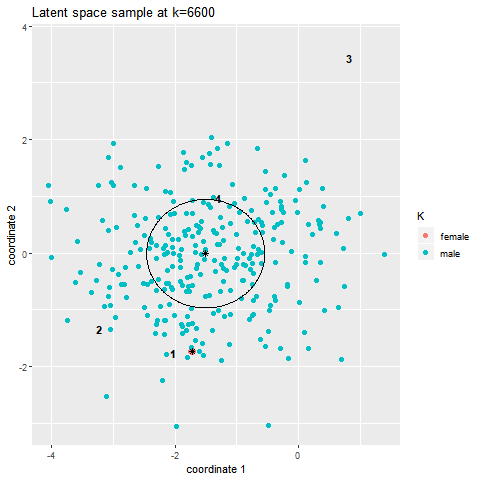 Latent space sample at k=6600
4
3
2
4
0
2
1
-2
-4
-2
0
coordinate 2
coordinate 1
K
female
male